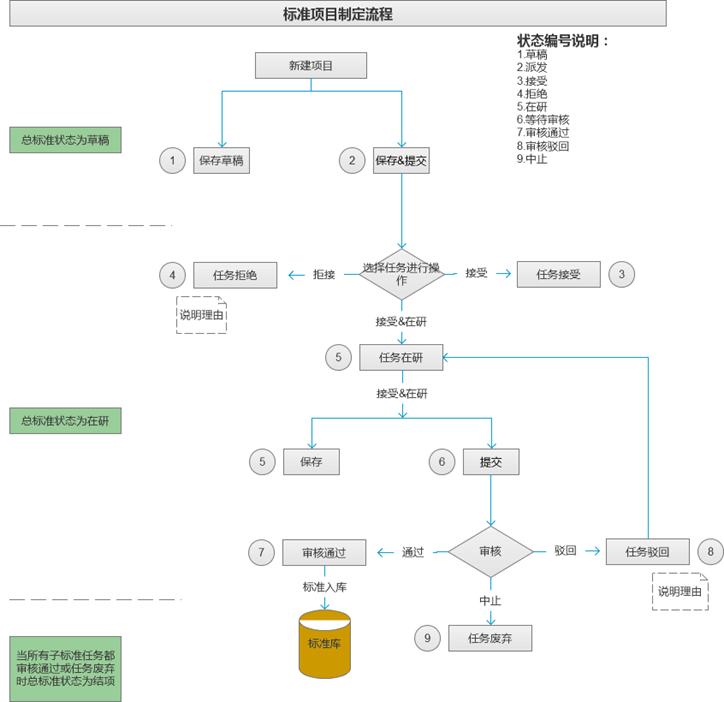 标准项目制定流程
状态编号说明：
1.草稿
2.派发
3.接受
4.拒绝
5.在研
6.等待审核
7.审核通过
8.审核驳回
9.中止
新建项目
总标准状态为草稿
1
保存草稿
2
保存&提交
4
任务拒绝
拒接
选择任务进行操
作
接受
任务接受
3
说明理由
接受&在研
5
任务在研
接受&在研
总标准状态为在研
5
保存
6
提交
7
审核通过
通过
审核
驳回
任务驳回
8
标准入库
说明理由
中止
标准库
9
任务废弃
当所有子标准任务都
审核通过或任务废弃
时总标准状态为结项